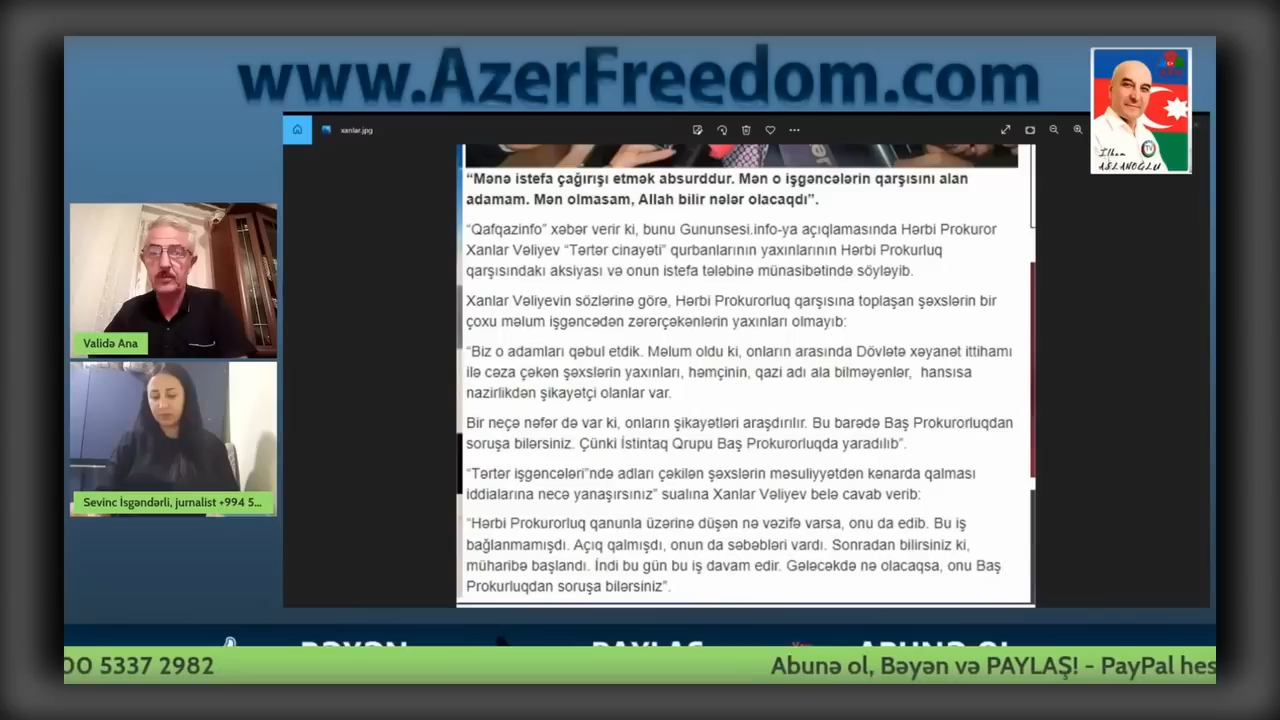 www.AzerFreedom.com
xanlar.jpg
İlham
ASLANOĞLU
TV
“Mənə istefa çağırışı etmək absurddur. Mən o işgəncələrin qarşısını alan
adamam. Mən olmasam, Allah bilir nələr olacaqdı”.
“Qafqazinfo” xəbər verir ki, bunu Gununsesi.info-ya açıqlamasında Hərbi Prokuror
Xanlar Vəliyev “Tərtər cinayəti” qurbanlarının yaxınlarının Hərbi Prokurluq
qarşısındakı aksiyası və onun istefa tələbinə münasibətində söyləyib.
Xanlar Vəliyevin sözlərinə görə, Hərbi Prokurorluq qarşısına toplaşan şəxslərin bir
çoxu məlum işgəncədən zərərçəkənlərin yaxınları olmayıb:
“Biz o adamları qəbul etdik. Məlum oldu ki, onların arasında Dövlətə xəyanət ittihamı
ilə cəza çəkən şəxslərin yaxınları, həmçinin, qazi adı ala bilməyənlər, hansısa
nazirlikdən şikayətçi olanlar var.
Bir neçə nəfər də var ki, onların şikayətləri araşdırılır. Bu barədə Baş Prokurorluqdan
soruşa bilərsiniz. Çünki İstintaq Qrupu Baş Prokurorluqda yaradılıb”.
“Tərtər işgəncələri”ndə adları çəkilən şəxslərin məsuliyyətdən kənarda qalması
iddialarına necə yanaşırsınız” sualına Xanlar Vəliyev belə cavab verib:
“Hərbi Prokurorluq qanunla üzərinə düşən nə vəzifə varsa, onu da edib. Bu iş
bağlanmamışdı. Açıq qalmışdı, onun da səbəbləri vardı. Sonradan bilirsiniz ki,
müharibə başlandı. İndi bu gün bu iş davam edir. Gələcəkdə nə olacaqsa, onu Baş
Prokurluqdan soruşa bilərsiniz”.
Validə Ana
Sevinc İsgəndərli, jurnalist +994 5...
BƏYƏN PAYLAŞ ABUNƏ OL
00 5337 2982 Abunə ol, Bəyən və PAYLAŞ! - PayPal hes